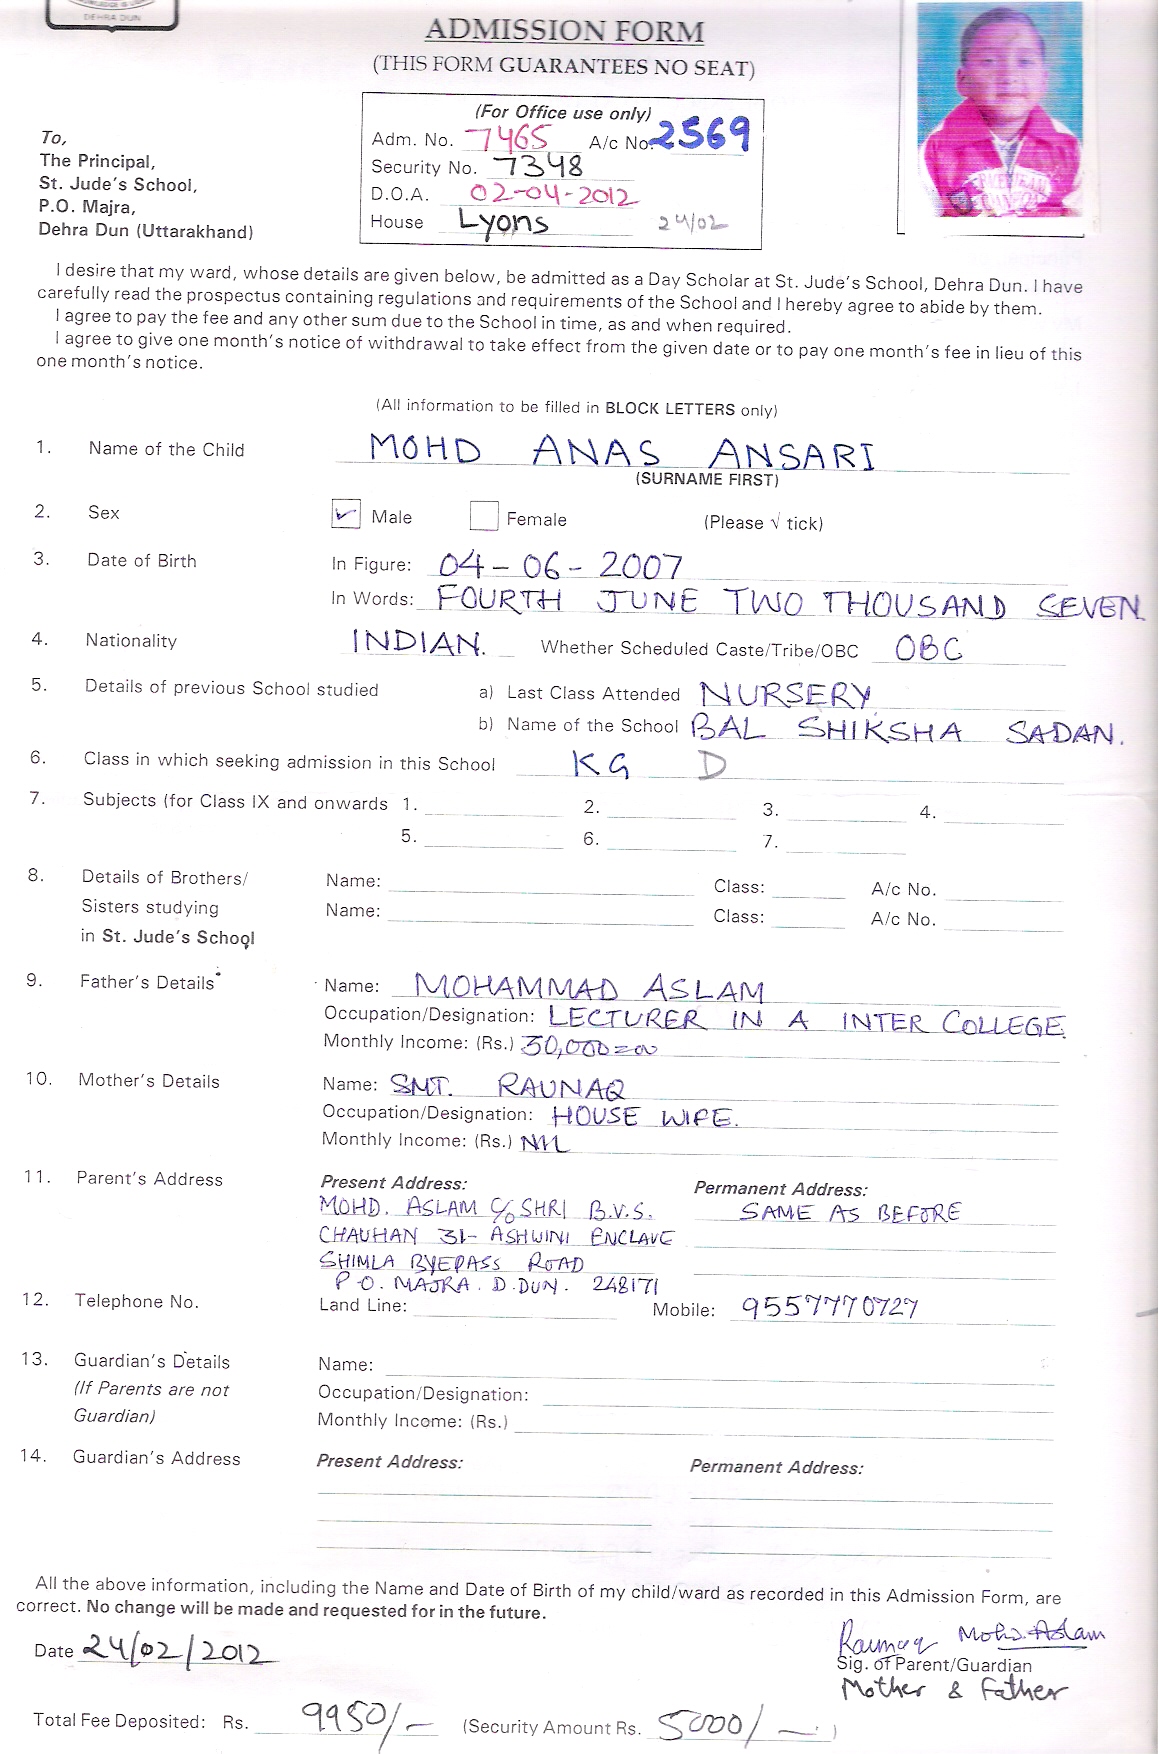 DEHRA DUN
ADMISSION FORM
(THIS FORM GUARANTEES NO SEAT)
(For Office use only)
Adm. No. 7465 A/c No. 2569
Security No. 7348
D.O.A. 02-04-2012
House Lyons 24/02
To,
The Principal,
St. Jude's School,
P.O. Majra,
Dehra Dun (Uttarakhand)
I desire that my ward, whose details are given below, be admitted as a Day Scholar at St. Jude's School, Dehra Dun. I have
carefully read the prospectus containing regulations and requirements of the School and I hereby agree to abide by them.
I agree to pay the fee and any other sum due to the School in time, as and when required.
I agree to give one month's notice of withdrawal to take effect from the given date or to pay one month's fee in lieu of this
one month's notice.
(All information to be filled in BLOCK LETTERS only)
1. Name of the Child MOHD ANAS ANSARI
(SURNAME FIRST)
2. Sex Male Female (Please √ tick)
3. Date of Birth In Figure: 04-06-2007
In Words: FOURTH JUNE TWO THOUSAND SEVEN.
4. Nationality INDIAN. Whether Scheduled Caste/Tribe/OBC OBC
5. Details of previous School studied a) Last Class Attended NURSERY
b) Name of the School BAL SHIKSHA SADAN.
6. Class in which seeking admission in this School KG D
7. Subjects (for Class IX and onwards 1. 2. 3. 4.
5. 6. 7.
8. Details of Brothers/ Name: Class: A/c No.
Sisters studying Name: Class: A/c No.
in St. Jude's School
9. Father's Details Name: MOHAMMAD ASLAM
Occupation/Designation: LECTURER IN A INTER COLLEGE
Monthly Income: (Rs.) 30,000=00
10. Mother's Details Name: SMT. RAUNAQ
Occupation/Designation: HOUSE WIFE.
Monthly Income: (Rs.) NIL
11. Parent's Address Present Address: Permanent Address:
MOHD. ASLAM C/o SHRI B.V.S. SAME AS BEFORE
CHAUHAN 31- ASHWINI ENCLAVE
SHIMLA BYEPASS ROAD
P.O. MAJRA. D.DUN. 248171
12. Telephone No. Land Line: Mobile: 9557770727
13. Guardian's Details Name:
(If Parents are not Occupation/Designation:
Guardian) Monthly Income: (Rs.)
14. Guardian's Address Present Address: Permanent Address:
All the above information, including the Name and Date of Birth of my child/ward as recorded in this Admission Form, are
correct. No change will be made and requested for in the future.
Date 24/02/2012 Raunaq Mohd. Aslam
Sig. of Parent/Guardian
Mother & Father
Total Fee Deposited: Rs. 9950/- (Security Amount Rs. 5000/- )